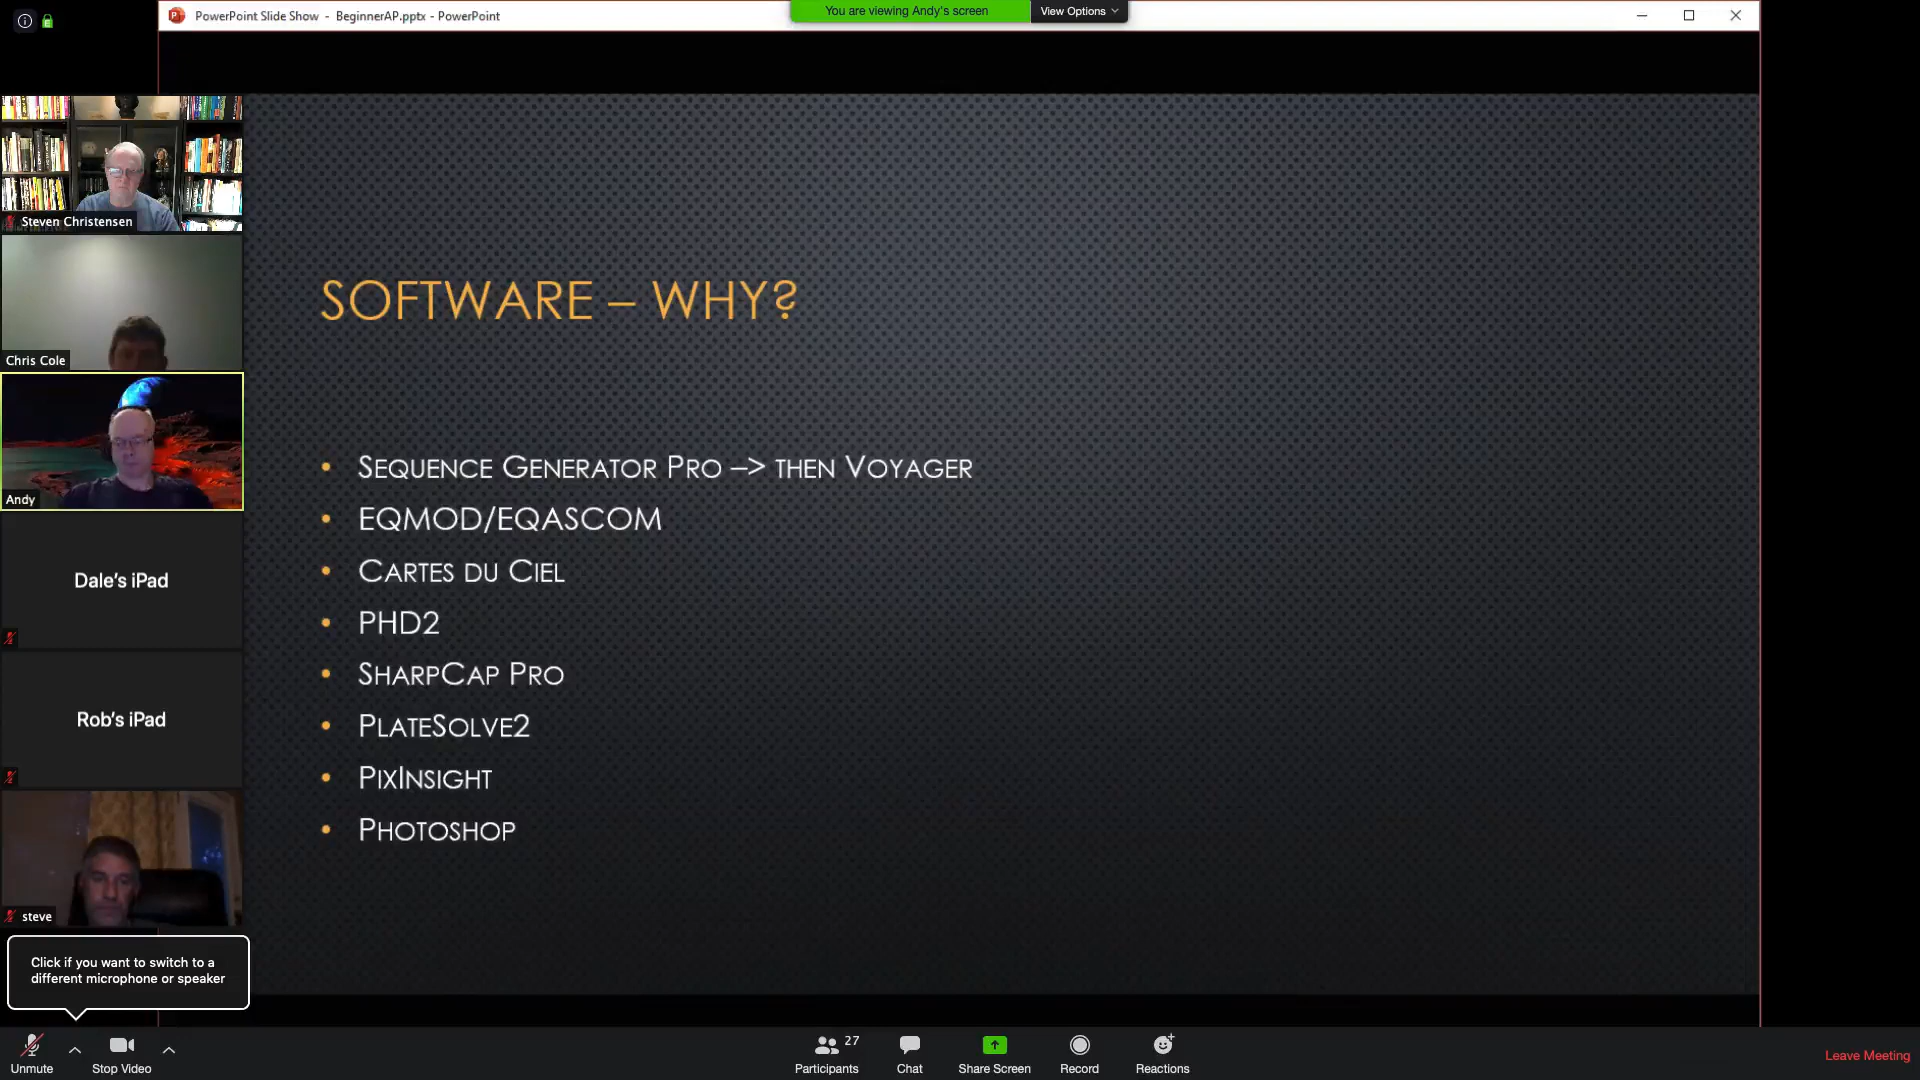 PowerPoint Slide Show - BeginnerAP.pptx - PowerPoint
You are viewing Andy's screen
View Options
Steven Christensen
Chris Cole
Andy
Dale's iPad
Rob's iPad
steve
SOFTWARE – WHY?
• SEQUENCE GENERATOR PRO –> THEN VOYAGER
• EQMOD/EQASCOM
• CARTES DU CIEL
• PHD2
• SHARPCAP PRO
• PLATESOLVE2
• PIXINSIGHT
• PHOTOSHOP
Click if you want to switch to a
different microphone or speaker
Unmute
Stop Video
27
Participants
Chat
Share Screen
Record
Reactions
Leave Meeting